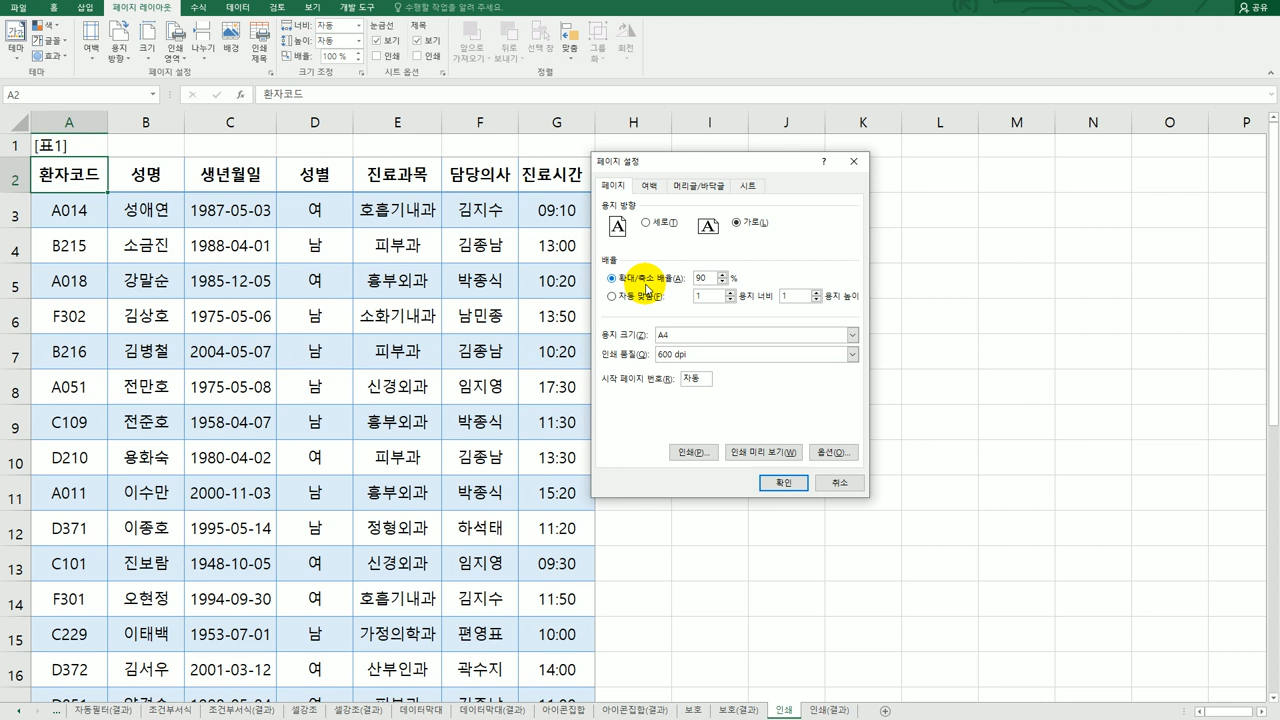 파일 홈 삽입 페이지 레이아웃 수식 데이터 검토 보기 개발 도구 수행할 작업을 알려 주세요. 공유
가가
테마
색
글꼴
효과
여백
용지 방향
크기
인쇄 영역
나누기
배경
인쇄 제목
너비: 자동
높이: 자동
배율: 100 %
눈금선 제목
보기 보기
인쇄 인쇄
앞으로 가져오기
뒤로 보내기
선택 창
맞춤
그룹화
회전
테마 페이지 설정 크기 조정 시트 옵션 정렬
A2 fx 환자코드
A B C D E F G H I J K L M N O P
1 [표1]
2 환자코드 성명 생년월일 성별 진료과목 담당의사 진료시간
3 A014 성애연 1987-05-03 여 호흡기내과 김지수 09:10
4 B215 소금진 1988-04-01 남 피부과 김종남 13:00
5 A018 강말순 1985-12-05 여 흉부외과 박종식 10:20
6 F302 김상호 1975-05-06 남 소화기내과 남민종 13:50
7 B216 김병철 2004-05-07 남 피부과 김종남 10:20
8 A051 전만호 1975-05-08 남 신경외과 임지영 17:30
9 C109 전준호 1958-04-07 남 흉부외과 박종식 11:30
10 D210 용화숙 1980-04-02 여 피부과 김종남 13:30
11 A011 이수만 2000-11-03 남 흉부외과 박종식 15:20
12 D371 이종호 1995-05-14 남 정형외과 하석태 11:20
13 C101 진보람 1948-10-05 여 신경외과 임지영 09:30
14 F301 오현정 1994-09-30 여 호흡기내과 김지수 11:50
15 C229 이태백 1953-07-01 남 가정의학과 편영표 10:00
16 D372 김서우 2001-03-12 여 산부인과 곽수지 14:00
페이지 설정 ?
페이지 여백 머리글/바닥글 시트
용지 방향
A 세로(T) A 가로(L)
배율
확대/축소 배율(A): 90 %
자동 맞춤(F): 1 용지 너비 1 용지 높이
용지 크기(Z): A4
인쇄 품질(Q): 600 dpi
시작 페이지 번호(R): 자동
인쇄(P)... 인쇄 미리 보기(W) 옵션(O)...
확인 취소
... 자동필터(결과) 조건부서식 조건부서식(결과) 셀강조 셀강조(결과) 데이터막대 데이터막대(결과) 아이콘집합 아이콘집합(결과) 보호 보호(결과) 인쇄 인쇄(결과)